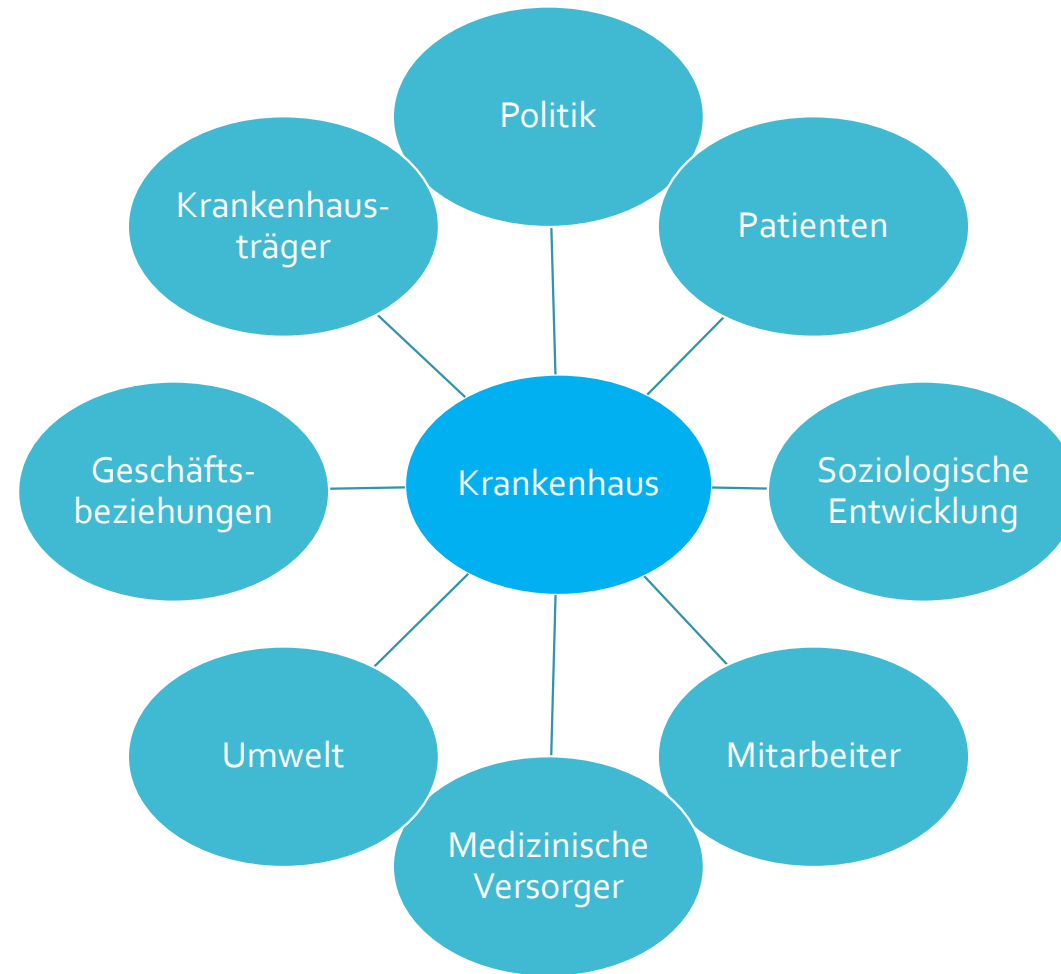 Politik
Krankenhaus-
träger
Patienten
Geschäfts-
beziehungen
Krankenhaus
Soziologische
Entwicklung
Umwelt
Mitarbeiter
Medizinische
Versorger